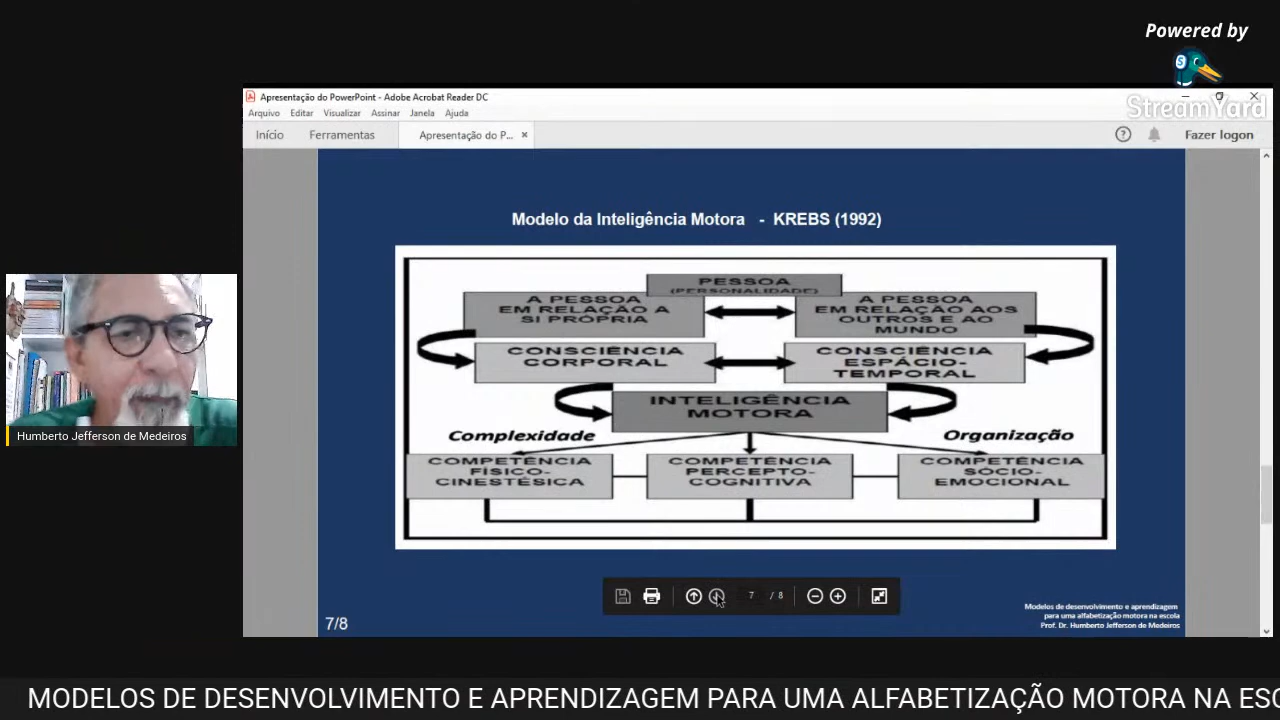 Powered by
StreamYard
Apresentação do PowerPoint - Adobe Acrobat Reader DC
Arquivo Editar Visualizar Assinar Janela Ajuda
Início Ferramentas Apresentação do P... × Fazer logon
Modelo da Inteligência Motora - KREBS (1992)
PESSOA
(PERSONALIDADE)
A PESSOA
EM RELAÇÃO A
SI PRÓPRIA
A PESSOA
EM RELAÇÃO AOS
OUTROS E AO
MUNDO
CONSCIÊNCIA
CORPORAL
CONSCIÊNCIA
ESPÁCIO-
TEMPORAL
INTELIGÊNCIA
MOTORA
Complexidade
Organização
COMPETÊNCIA
FÍSICO-
CINESTÉSICA
COMPETÊNCIA
PERCEPTO-
COGNITIVA
COMPETÊNCIA
SÓCIO-
EMOCIONAL
Humberto Jefferson de Medeiros
7 / 8
7/8
Modelos de desenvolvimento e aprendizagem
para uma alfabetização motora na escola
Prof. Dr. Humberto Jefferson de Medeiros
MODELOS DE DESENVOLVIMENTO E APRENDIZAGEM PARA UMA ALFABETIZAÇÃO MOTORA NA ESC